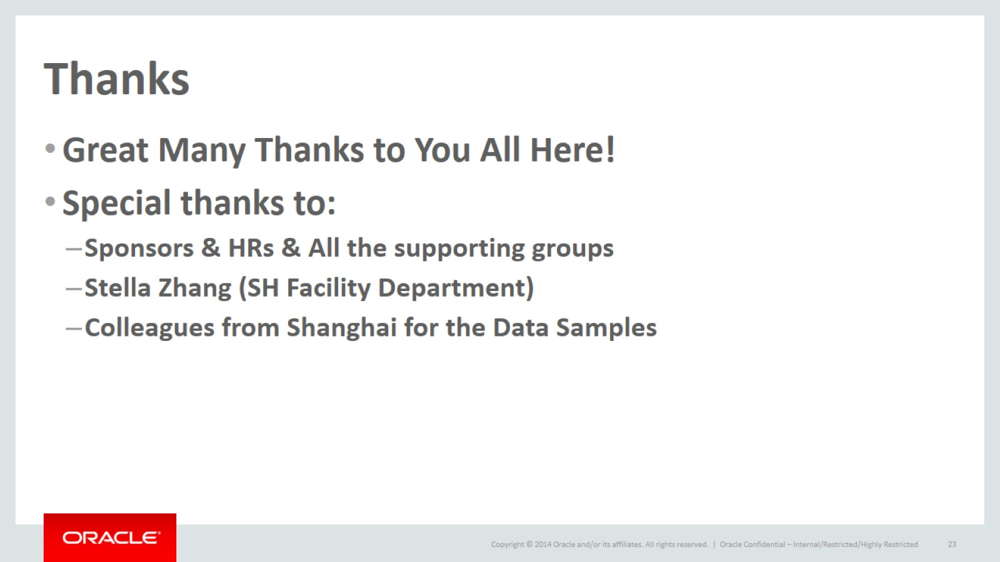 Thanks
• Great Many Thanks to You All Here!
• Special thanks to:
–Sponsors & HRs & All the supporting groups
–Stella Zhang (SH Facility Department)
–Colleagues from Shanghai for the Data Samples
ORACLE®
Copyright © 2014 Oracle and/or its affiliates. All rights reserved. | Oracle Confidential – Internal/Restricted/Highly Restricted 23